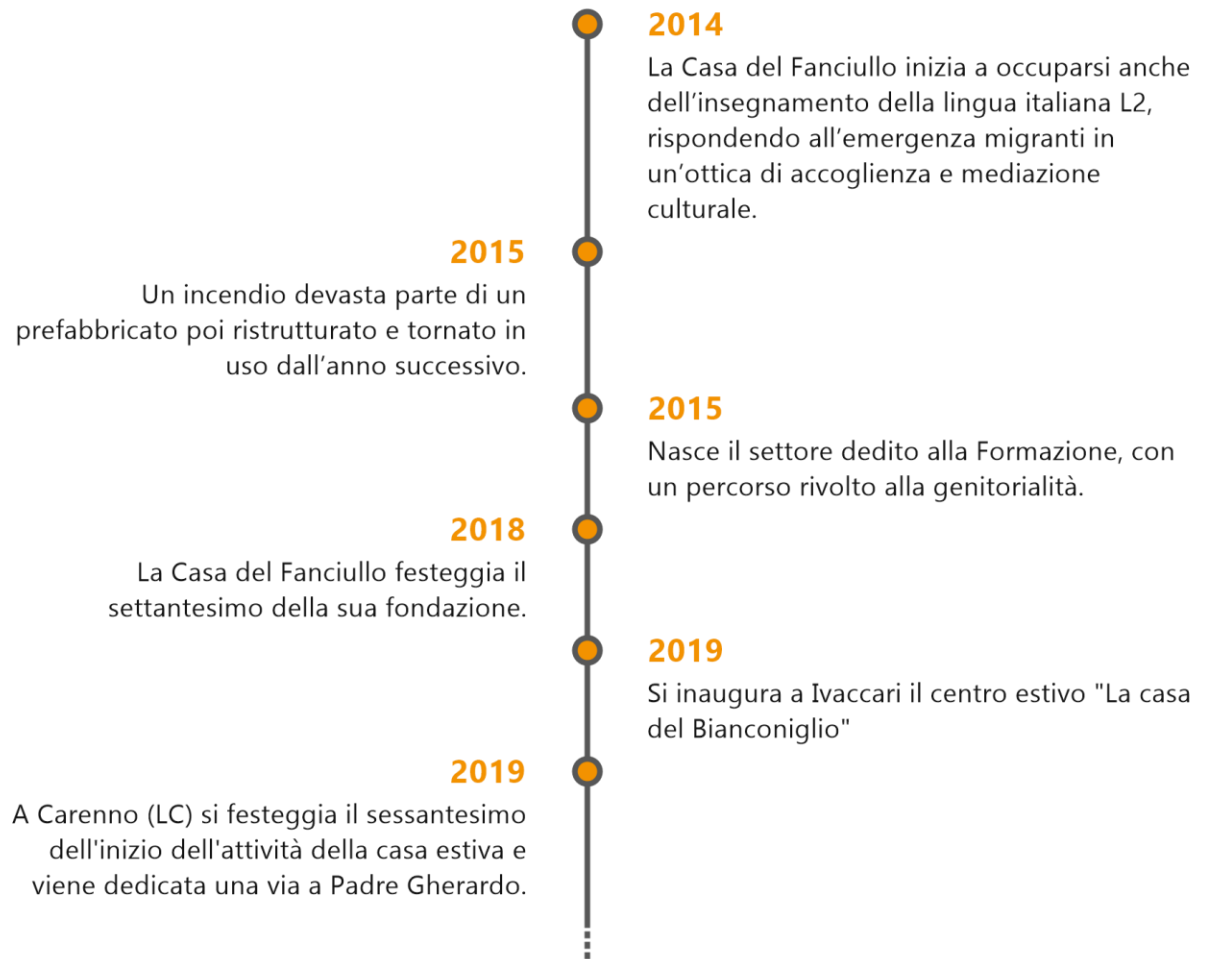 2014
La Casa del Fanciullo inizia a occuparsi anche
dell’insegnamento della lingua italiana L2,
rispondendo all’emergenza migranti in
un’ottica di accoglienza e mediazione
culturale.
2015
Un incendio devasta parte di un
prefabbricato poi ristrutturato e tornato in
uso dall’anno successivo.
2015
Nasce il settore dedito alla Formazione, con
un percorso rivolto alla genitorialità.
2018
La Casa del Fanciullo festeggia il
settantesimo della sua fondazione.
2019
Si inaugura a Ivaccari il centro estivo "La casa
del Bianconiglio"
2019
A Carenno (LC) si festeggia il sessantesimo
dell'inizio dell'attività della casa estiva e
viene dedicata una via a Padre Gherardo.